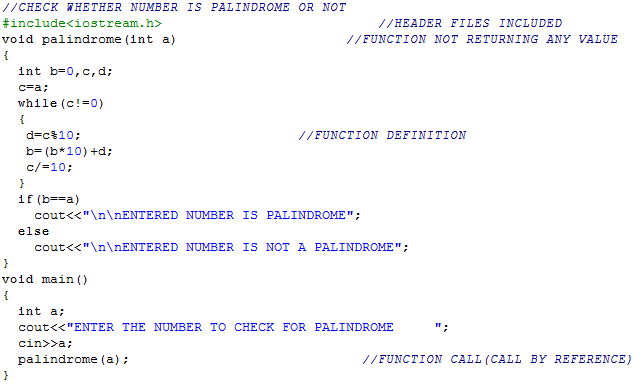 //CHECK WHETHER NUMBER IS PALINDROME OR NOT
#include<iostream.h> //HEADER FILES INCLUDED
void palindrome(int a) //FUNCTION NOT RETURNING ANY VALUE
{
int b=0,c,d;
c=a;
while(c!=0)
{
d=c%10; //FUNCTION DEFINITION
b=(b*10)+d;
c/=10;
}
if(b==a)
cout<<"\n\nENTERED NUMBER IS PALINDROME";
else
cout<<"\n\nENTERED NUMBER IS NOT A PALINDROME";
}
void main()
{
int a;
cout<<"ENTER THE NUMBER TO CHECK FOR PALINDROME     ";
cin>>a;
palindrome(a); //FUNCTION CALL(CALL BY REFERENCE)
}